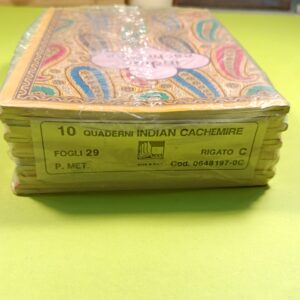 10 QUADERNI INDIAN CACHEMIRE
FOGLI 29
RIGATO C
P. MET.
Cod. 0548197-0C